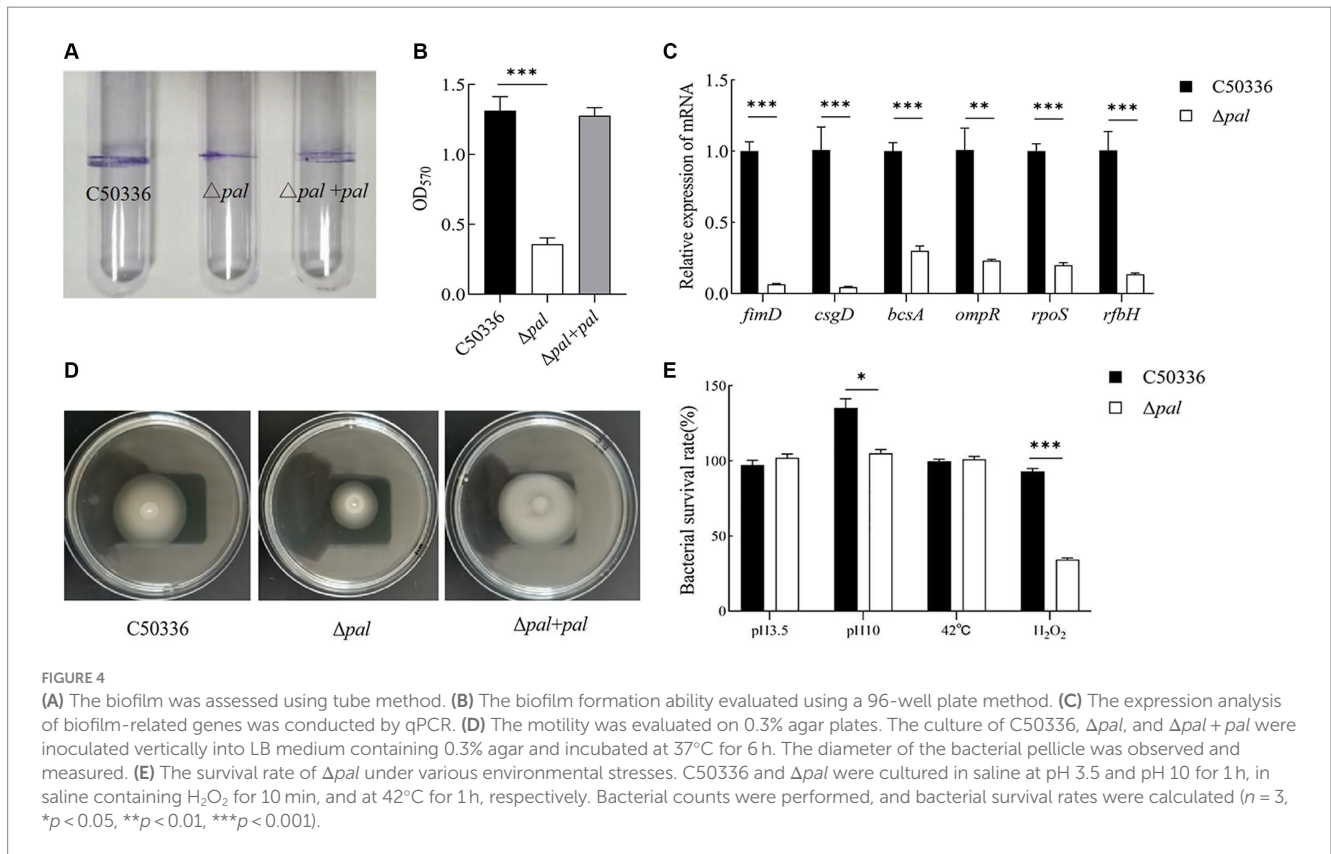 A
C50336
△pal
△pal +pal
B
***
1.5
1.0
0.5
0.0
OD570
C50336
Δpal
Δpal+pal
C
C50336
Δpal
1.5
1.0
0.5
0.0
Relative expression of mRNA
*** *** *** ** *** ***
fimD csgD bcsA ompR rpoS rfbH
D
C50336 Δpal Δpal+pal
E
C50336
Δpal
150
100
50
0
Bacterial survival rate(%)
*
***
pH3.5 pH10 42℃ H₂O₂
FIGURE 4
(A) The biofilm was assessed using tube method. (B) The biofilm formation ability evaluated using a 96-well plate method. (C) The expression analysis
of biofilm-related genes was conducted by qPCR. (D) The motility was evaluated on 0.3% agar plates. The culture of C50336, Δpal, and Δpal + pal were
inoculated vertically into LB medium containing 0.3% agar and incubated at 37°C for 6 h. The diameter of the bacterial pellicle was observed and
measured. (E) The survival rate of Δpal under various environmental stresses. C50336 and Δpal were cultured in saline at pH 3.5 and pH 10 for 1 h, in
saline containing H₂O₂ for 10 min, and at 42°C for 1 h, respectively. Bacterial counts were performed, and bacterial survival rates were calculated (n = 3,
*p < 0.05, **p < 0.01, ***p < 0.001).